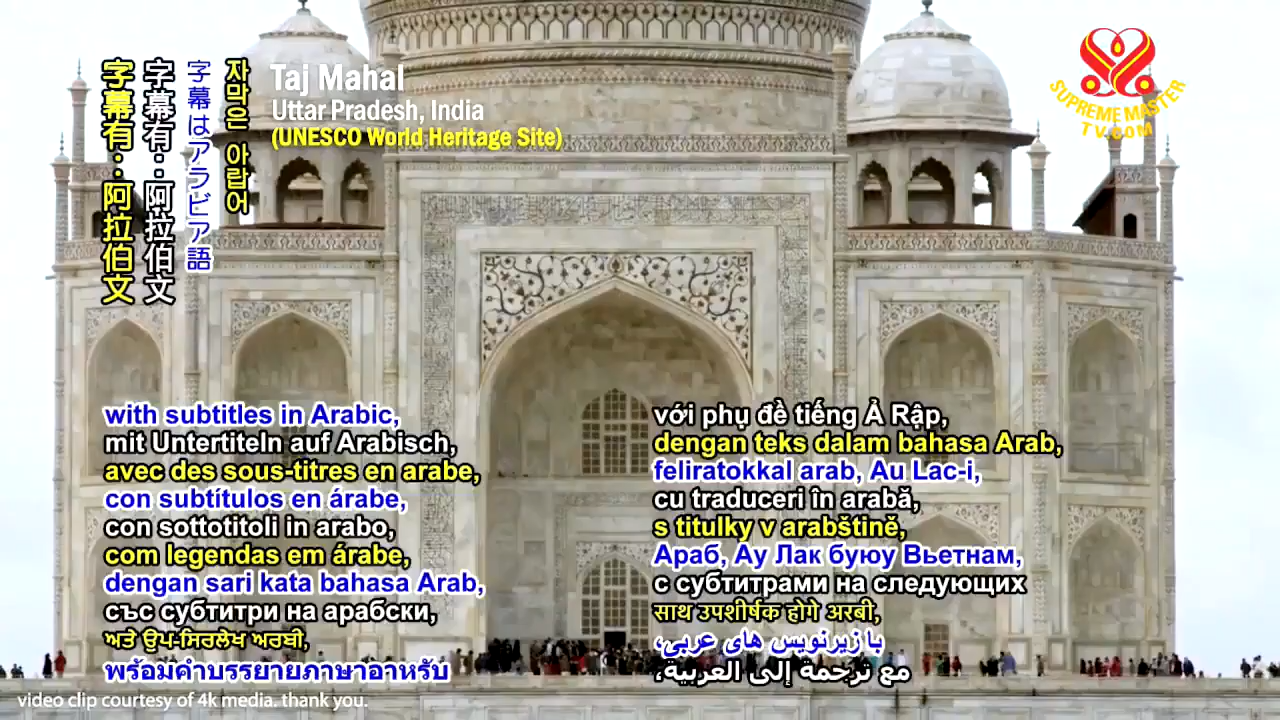 字幕有：阿拉伯文
字幕有：阿拉伯文
字幕はアラビア語
자막은 아랍어
Taj Mahal
Uttar Pradesh, India
(UNESCO World Heritage Site)
SUPREME MASTER
TV.COM
with subtitles in Arabic,
mit Untertiteln auf Arabisch,
avec des sous-titres en arabe,
con subtítulos en árabe,
con sottotitoli in arabo,
com legendas em árabe,
dengan sari kata bahasa Arab,
със субтитри на арабски,
ਅਤੇ ਉਪ-ਸਿਰਲੇਖ ਅਰਬੀ,
พร้อมคำบรรยายภาษาอาหรับ
với phụ đề tiếng Ả Rập,
dengan teks dalam bahasa Arab,
feliratokkal arab, Au Lac-i,
cu traduceri în arabă,
s titulky v arabštině,
Араб, Ау Лак буюу Вьетнам,
с субтитрами на следующих
साथ उपशीर्षक होगे अरबी,
با زیرنویس های عربی،
مع ترجمة إلى العربية،
video clip courtesy of 4k media. thank you.